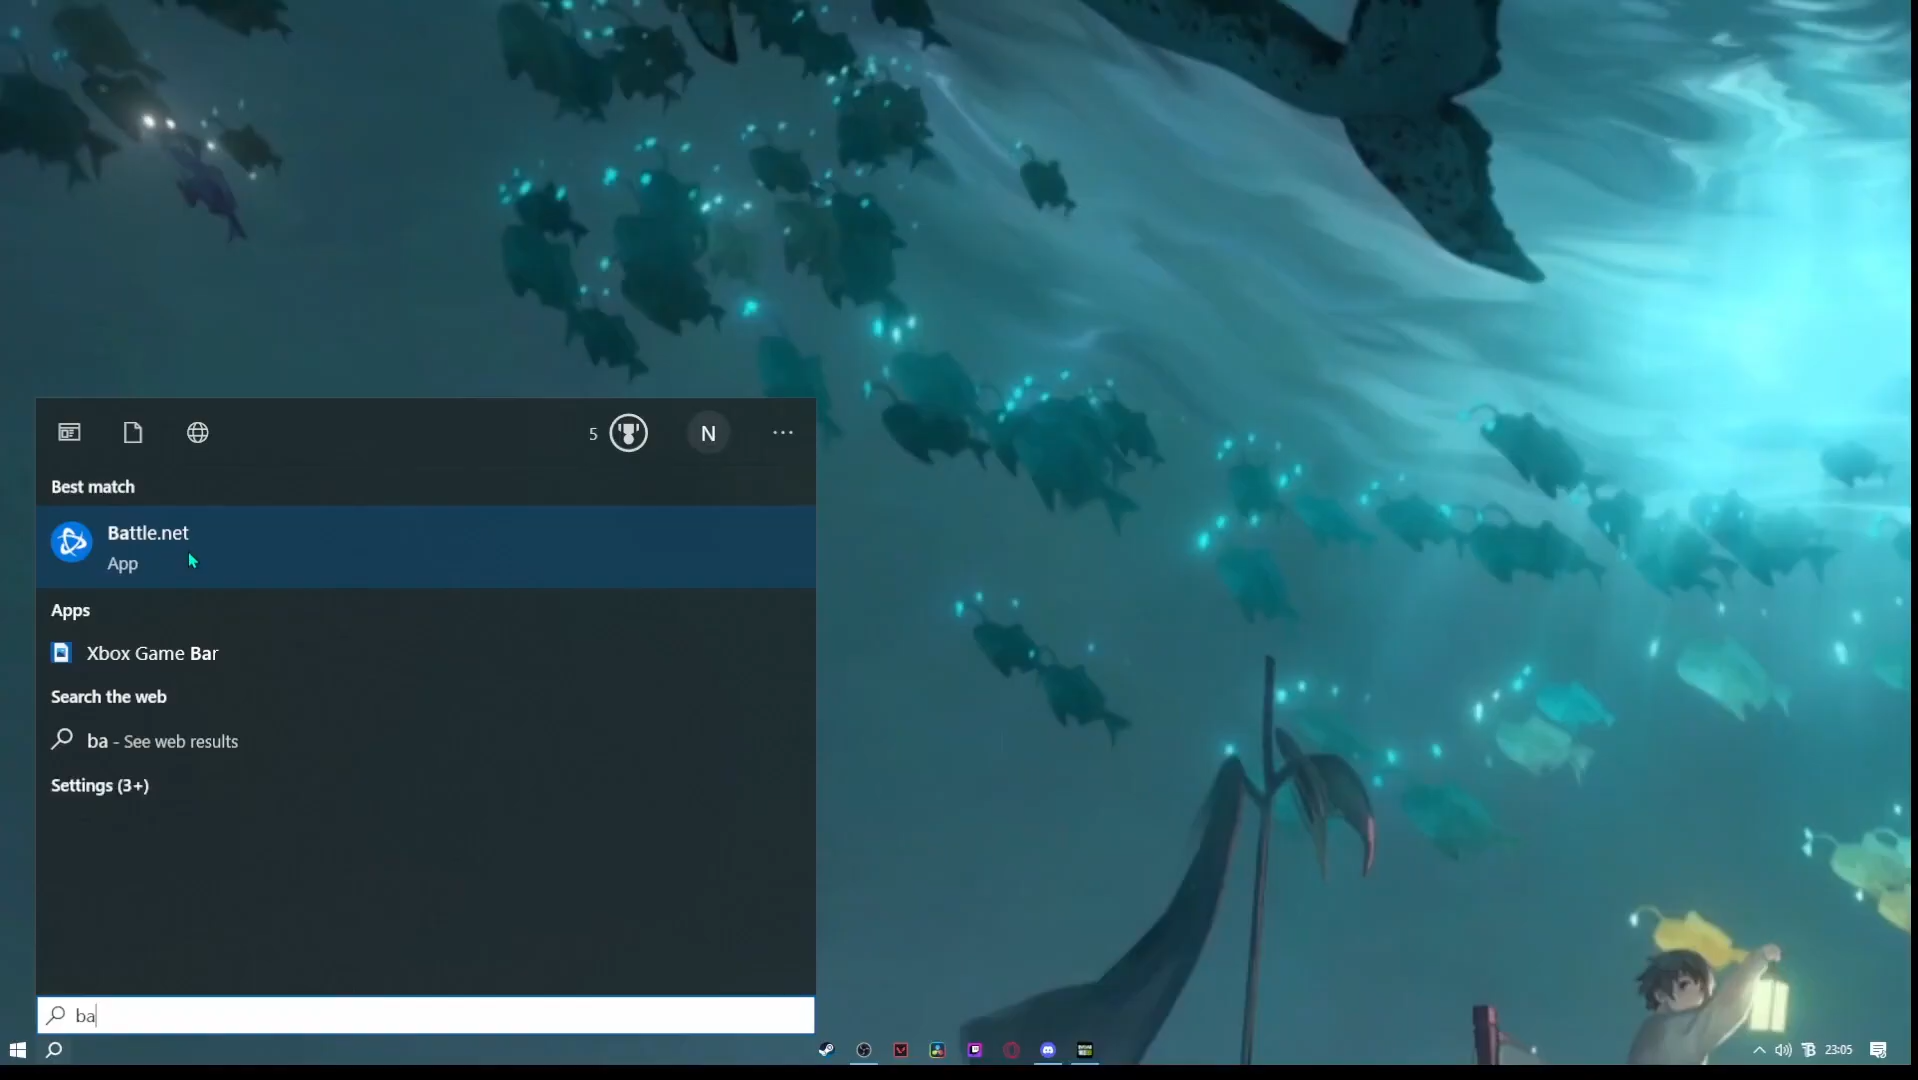 5
N
Best match
Battle.net
App
Apps
Xbox Game Bar
Search the web
ba - See web results
Settings (3+)
ba
23:05